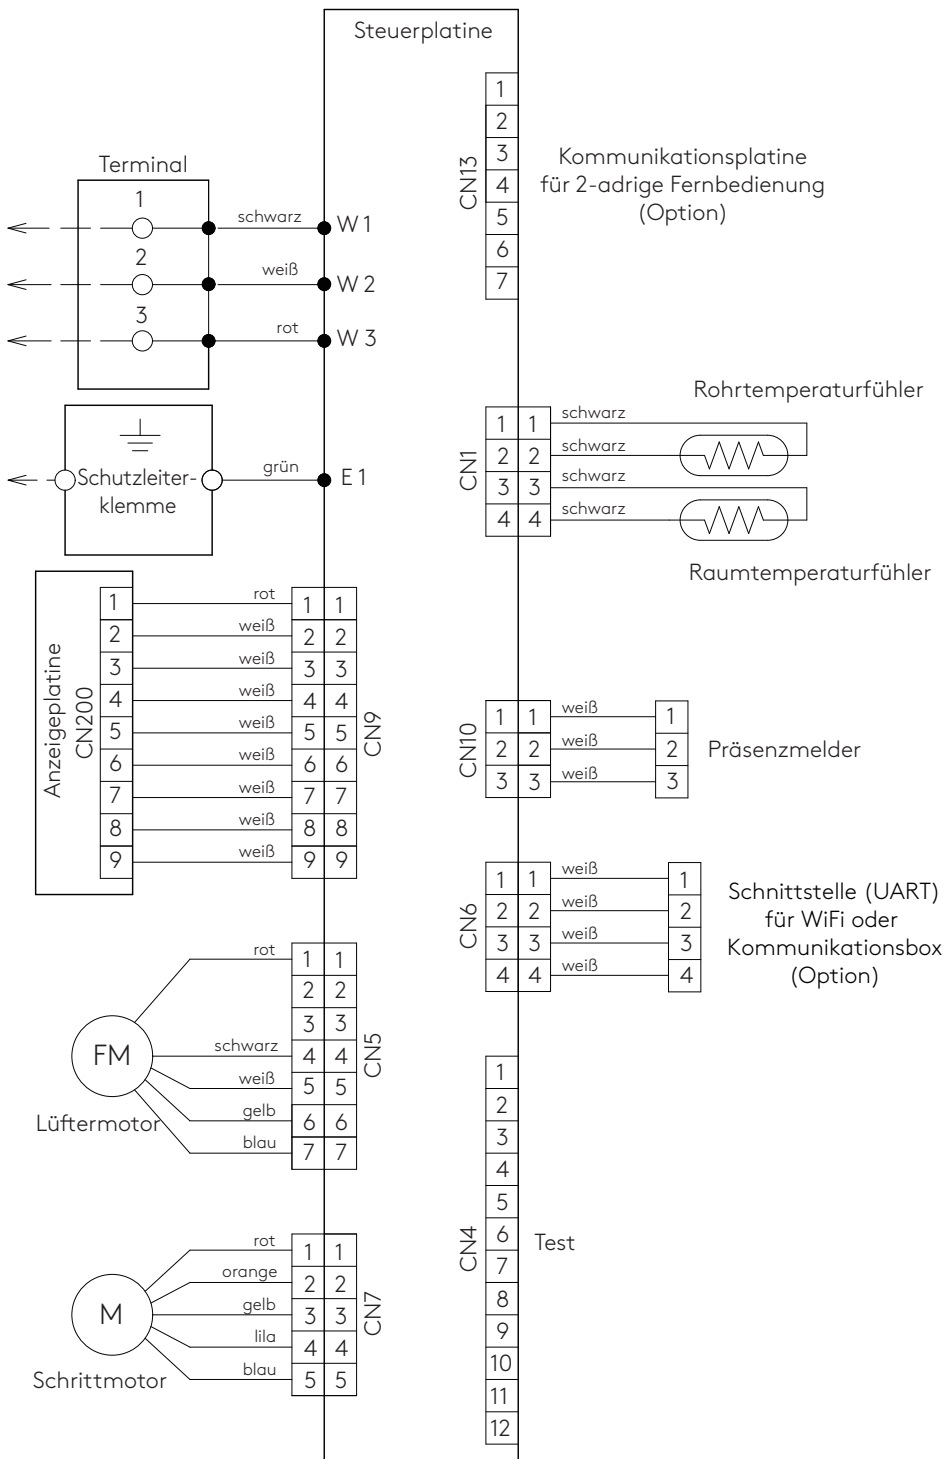 Steuerplatine
Terminal
1
schwarz
W 1
2
weiß
W 2
3
rot
W 3
Schutzleiter-
klemme
grün
E 1
Anzeigeplatine
CN200
1 rot 1 1
2 weiß 2 2
3 weiß 3 3
4 weiß 4 4
5 weiß 5 5
6 weiß 6 6
7 weiß 7 7
8 weiß 8 8
9 weiß 9 9
CN9
FM
Lüftermotor
rot 1 1
2 2
3 3
schwarz 4 4
weiß 5 5
gelb 6 6
blau 7 7
CN5
M
Schrittmotor
rot 1 1
orange 2 2
gelb 3 3
lila 4 4
blau 5 5
CN7
CN13
1
2
3
4
5
6
7
Kommunikationsplatine
für 2-adrige Fernbedienung
(Option)
CN1
1 1 schwarz
2 2 schwarz
3 3 schwarz
4 4 schwarz
Rohrtemperaturfühler
Raumtemperaturfühler
CN10
1 1 weiß 1
2 2 weiß 2
3 3 weiß 3
Präsenzmelder
CN6
1 1 weiß 1
2 2 weiß 2
3 3 weiß 3
4 4 weiß 4
Schnittstelle (UART)
für WiFi oder
Kommunikationsbox
(Option)
CN4
1
2
3
4
5
6
7
8
9
10
11
12
Test